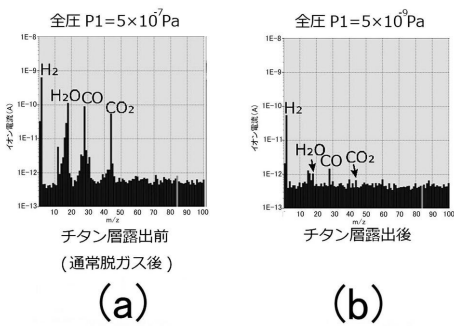 全圧 P1=5×10⁻⁷Pa
1E-8
1E-9
1E-10
1E-11
1E-12
1E-13
イオン電流(A)
H₂
H₂O
CO
CO₂
0 10 20 30 40 50 60 70 80 90 100
m/z
チタン層露出前
(通常脱ガス後)
(a)
全圧 P1=5×10⁻⁹Pa
1E-8
1E-9
1E-10
1E-11
1E-12
1E-13
イオン電流(A)
H₂
H₂O
CO
CO₂
0 10 20 30 40 50 60 70 80 90 100
m/z
チタン層露出後
(b)